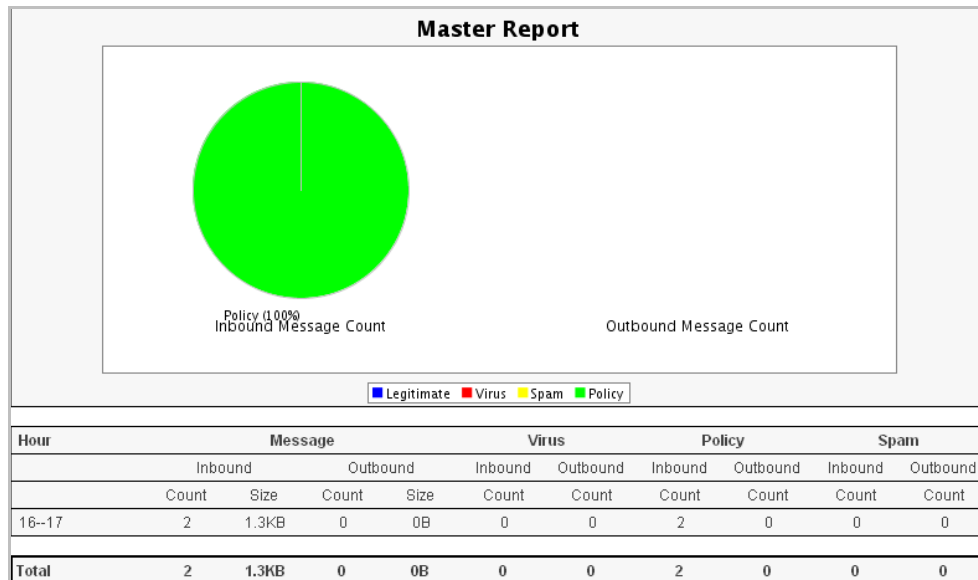 Master Report
Policy (100%)
Inbound Message Count
Outbound Message Count
Legitimate Virus Spam Policy
Hour Message Virus Policy Spam
Inbound Outbound Inbound Outbound Inbound Outbound Inbound Outbound
Count Size Count Size Count Count Count Count Count Count
16--17 2 1.3KB 0 0B 0 0 2 0 0 0
Total 2 1.3KB 0 0B 0 0 2 0 0 0